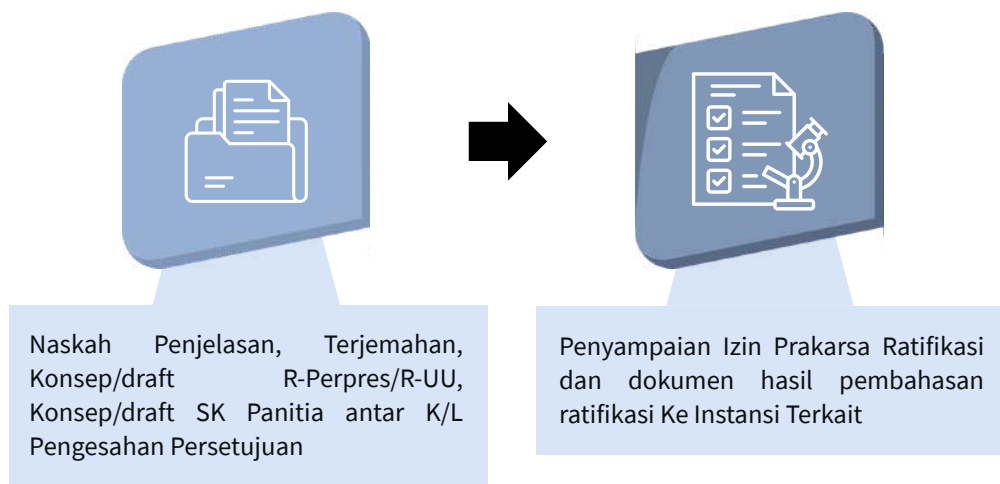 Naskah Penjelasan, Terjemahan,
Konsep/draft R-Perpres/R-UU,
Konsep/draft SK Panitia antar K/L
Pengesahan Persetujuan
Penyampaian Izin Prakarsa Ratifikasi
dan dokumen hasil pembahasan
ratifikasi Ke Instansi Terkait